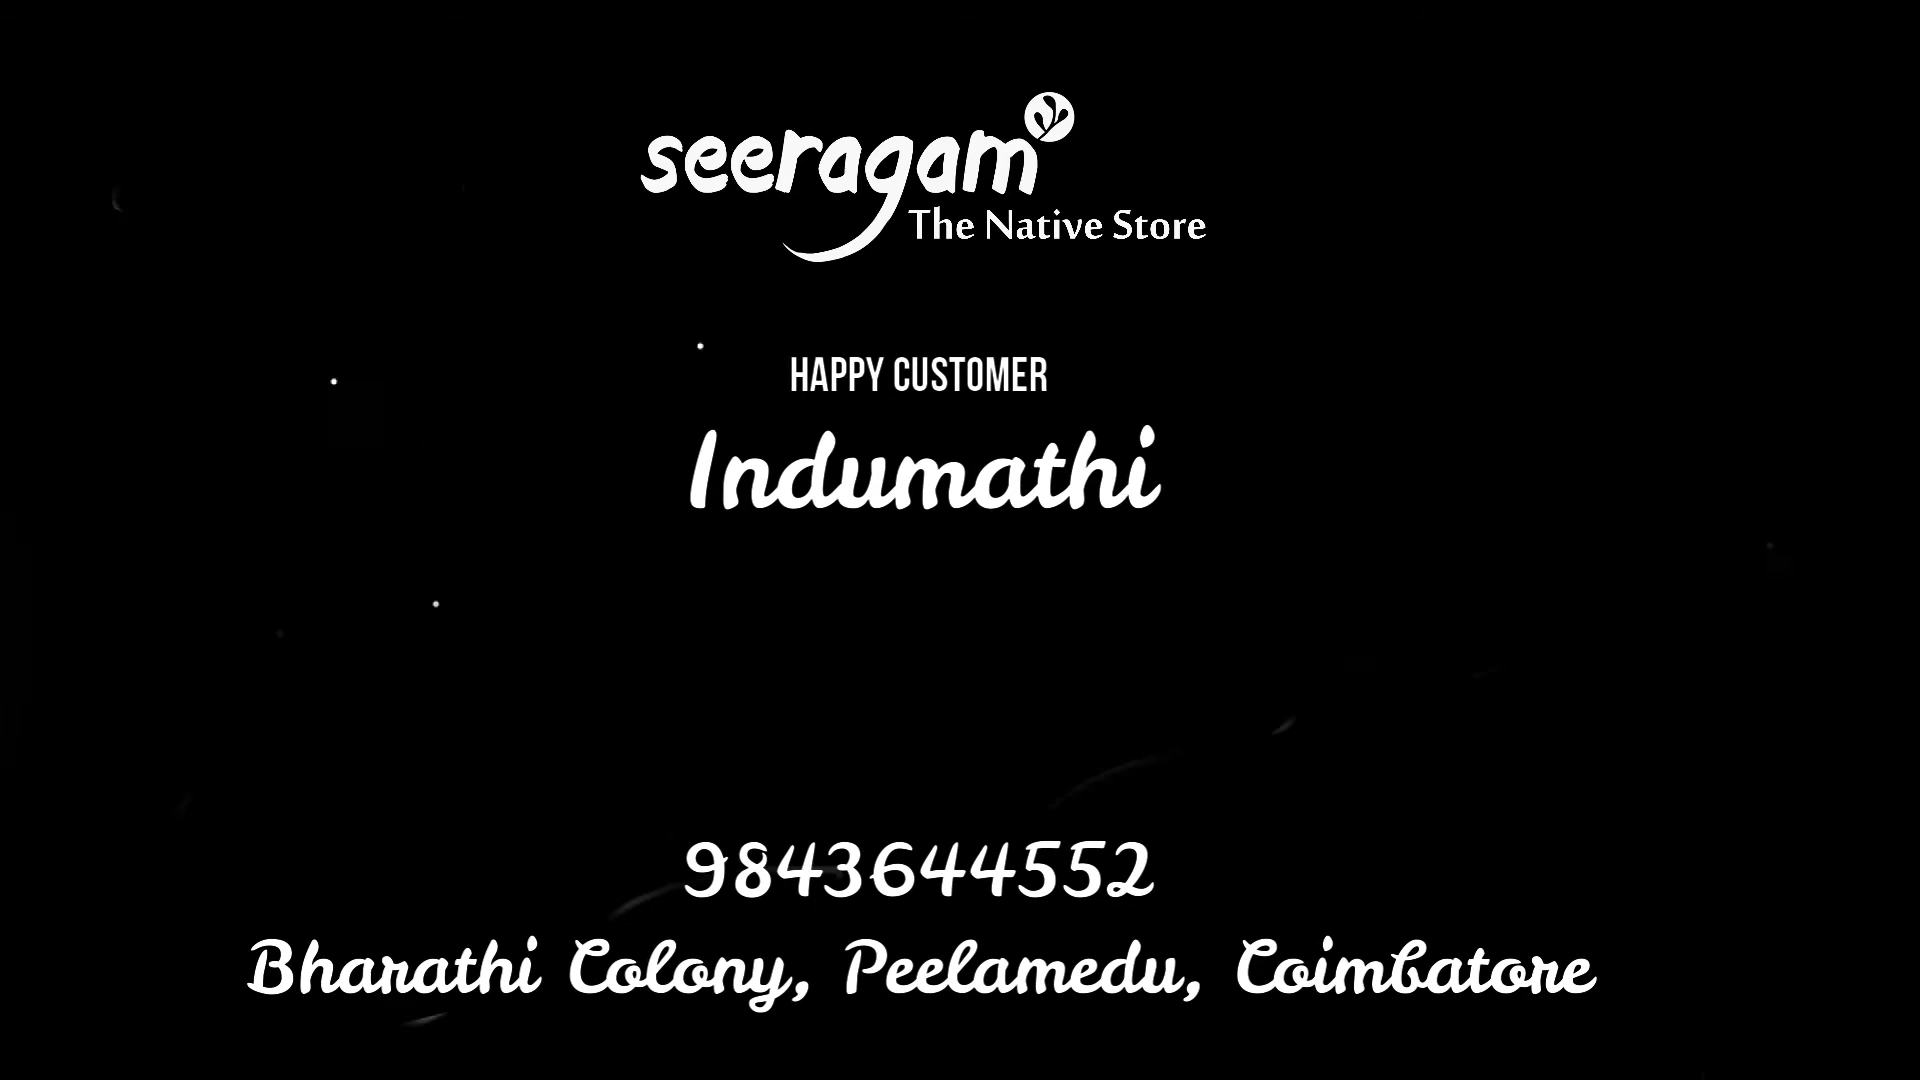 seeragam
The Native Store
HAPPY CUSTOMER
Indumathi
9843644552
Bharathi Colony, Peelamedu, Coimbatore